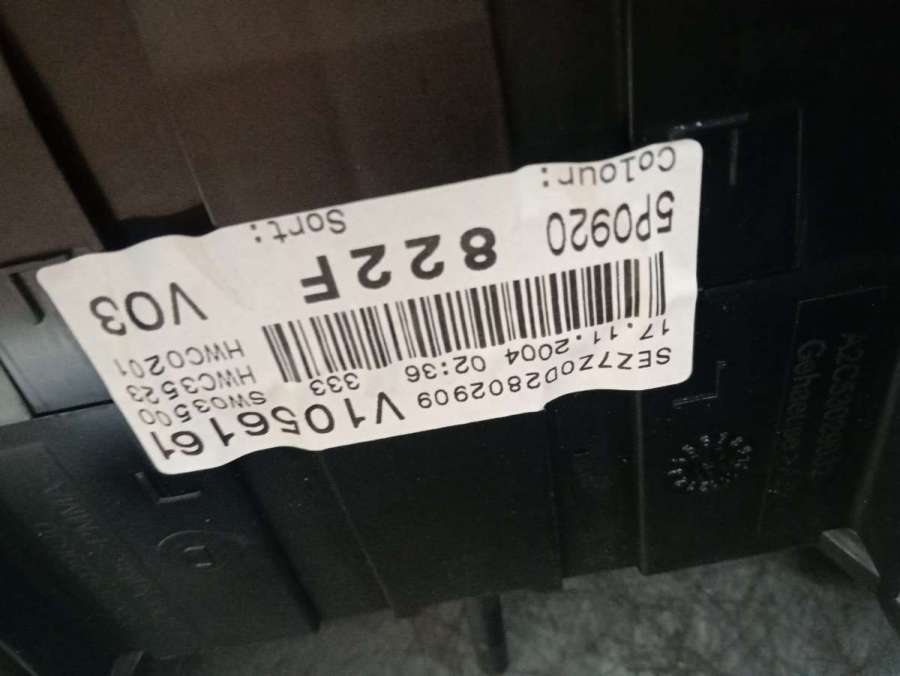 SEZ7Z0D2802909 V1056161
17.11.2004 02:36 333
SW03500
HWC3523
HWC0201
5P0920 822F V03
Colour: Sort: